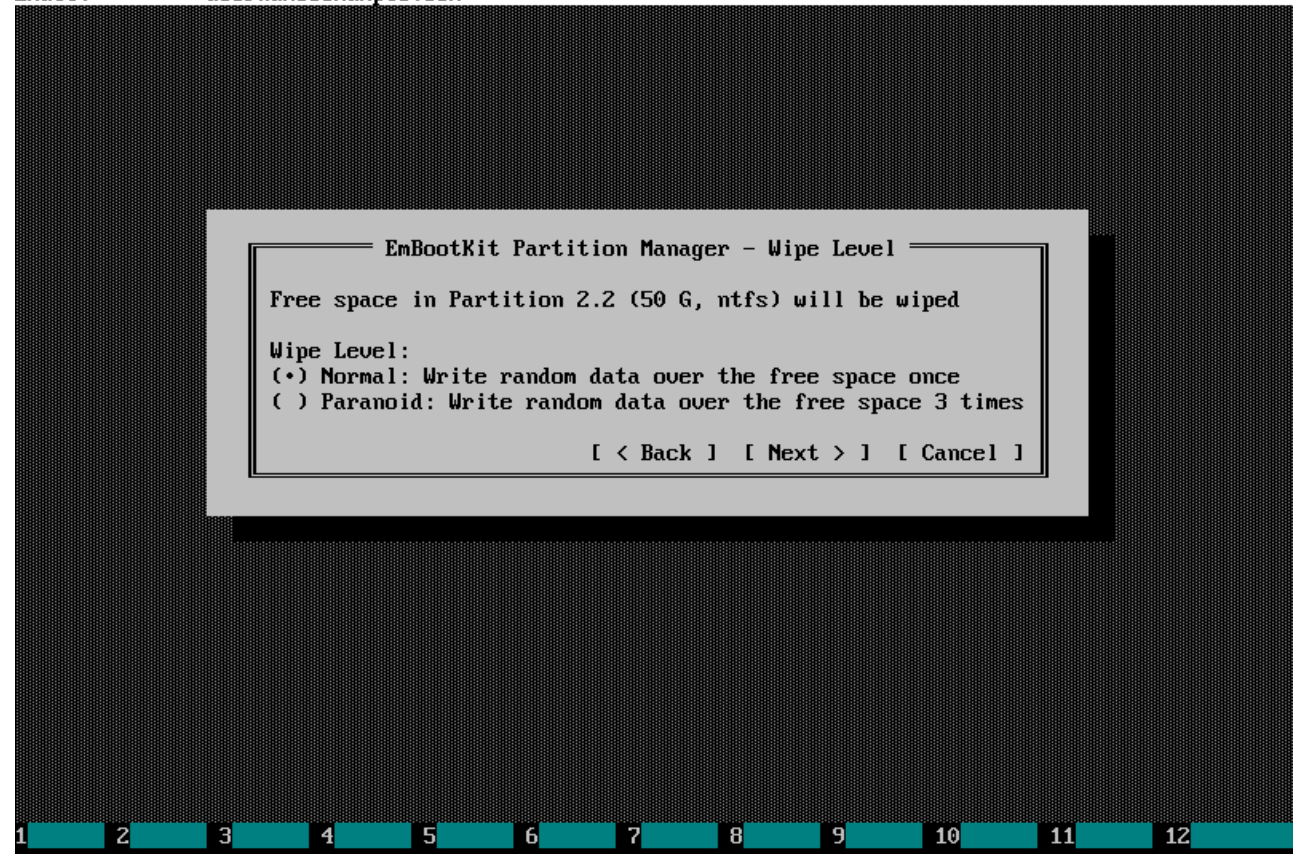 EmBootKit Partition Manager - Wipe Level
Free space in Partition 2.2 (50 G, ntfs) will be wiped
Wipe Level:
(•) Normal: Write random data over the free space once
( ) Paranoid: Write random data over the free space 3 times
[ < Back ] [ Next > ] [ Cancel ]
1 2 3 4 5 6 7 8 9 10 11 12